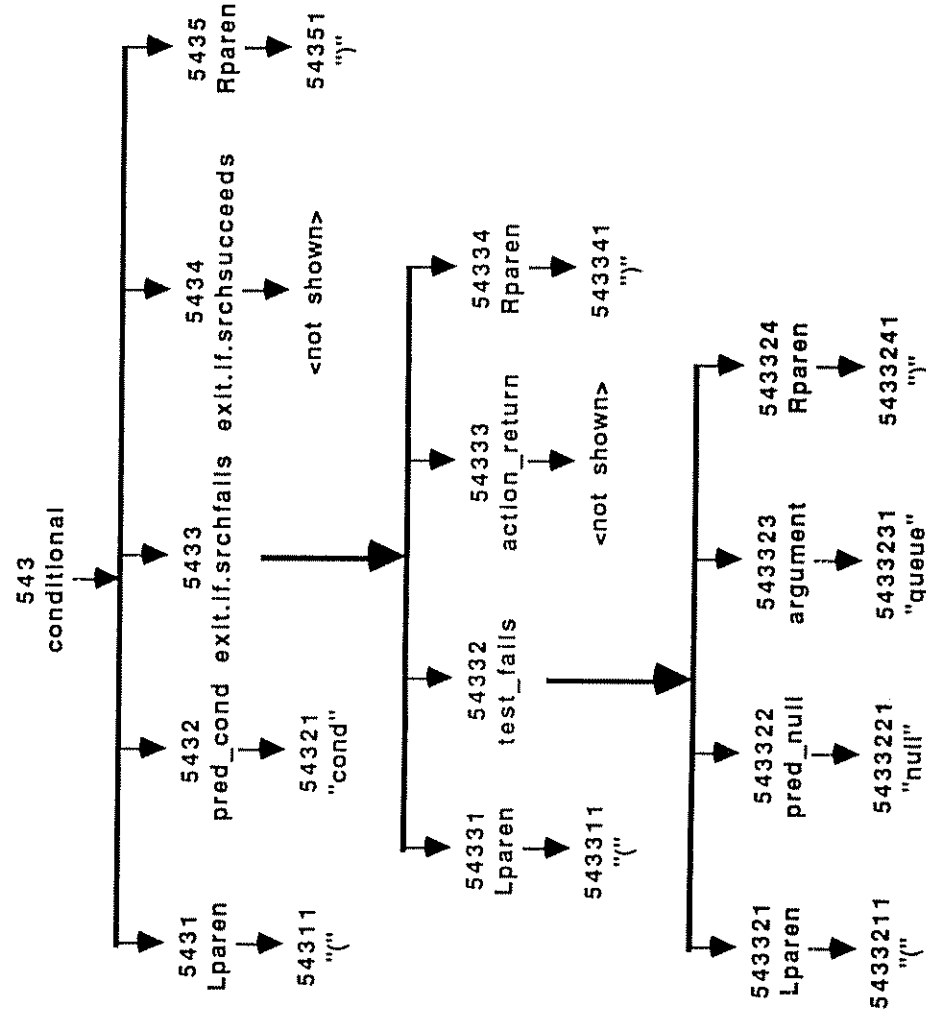 543
conditional
5431
Lparen
5432
pred_cond
5433
exit.if.srchfails
5434
exit.if.srchsucceeds
5435
Rparen
54311
"("
54321
"cond"
<not shown>
54351
")"
54331
Lparen
54332
test_fails
54333
action_return
54334
Rparen
543311
"("
<not shown>
543341
")"
543321
Lparen
543322
pred_null
543323
argument
543324
Rparen
5433211
"("
5433221
"null"
5433231
"queue"
5433241
")"